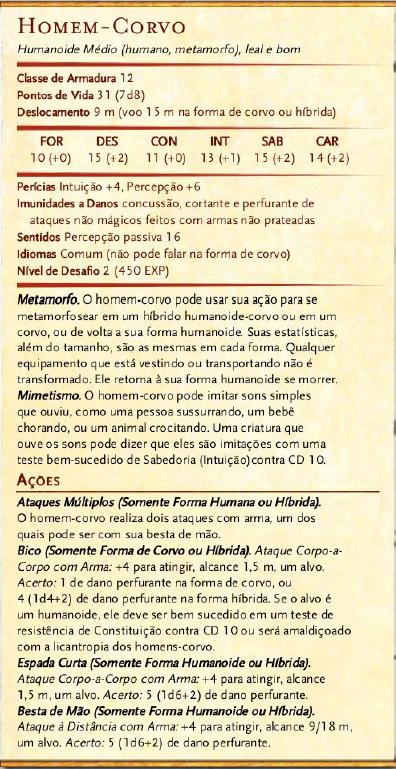 HOMEM-CORVO
Humanoide Médio (humano, metamorfo), leal e bom
Classe de Armadura 12
Pontos de Vida 31 (7d8)
Deslocamento 9 m (voo 15 m na forma de corvo ou híbrida)
FOR DES CON INT SAB CAR
10 (+0) 15 (+2) 11 (+0) 13 (+1) 15 (+2) 14 (+2)
Perícias Intuição +4, Percepção +6
Imunidades a Danos concussão, cortante e perfurante de
ataques não mágicos feitos com armas não prateadas
Sentidos Percepção passiva 16
Idiomas Comum (não pode falar na forma de corvo)
Nível de Desafio 2 (450 EXP)
Metamorfo. O homem-corvo pode usar sua ação para se
metamorfosear em um híbrido humanoide-corvo ou em um
corvo, ou de volta a sua forma humanoide. Suas estatísticas,
além do tamanho, são as mesmas em cada forma. Qualquer
equipamento que está vestindo ou transportando não é
transformado. Ele retorna à sua forma humanoide se morrer.
Mimetismo. O homem-corvo pode imitar sons simples
que ouviu, como uma pessoa sussurrando, um bebê
chorando, ou um animal crocitando. Uma criatura que
ouve os sons pode dizer que eles são imitações com uma
teste bem-sucedido de Sabedoria (Intuição)contra CD 10.
AÇÕES
Ataques Múltiplos (Somente Forma Humana ou Híbrida).
O homem-corvo realiza dois ataques com arma, um dos
quais pode ser com sua besta de mão.
Bico (Somente Forma de Corvo ou Híbrida). Ataque Corpo-a-
Corpo com Arma: +4 para atingir, alcance 1,5 m, um alvo.
Acerto: 1 de dano perfurante na forma de corvo, ou
4 (1d4+2) de dano perfurante na forma híbrida. Se o alvo é
um humanoide, ele deve ser bem sucedido em um teste de
resistência de Constituição contra CD 10 ou será amaldiçoado
com a licantropia dos homens-corvo.
Espada Curta (Somente Forma Humanoide ou Híbrida).
Ataque Corpo-a-Corpo com Arma: +4 para atingir, alcance
1,5 m, um alvo. Acerto: 5 (1d6+2) de dano perfurante.
Besta de Mão (Somente Forma Humanoide ou Híbrida).
Ataque à Distância com Arma: +4 para atingir, alcance 9/18 m,
um alvo. Acerto: 5 (1d6+2) de dano perfurante.